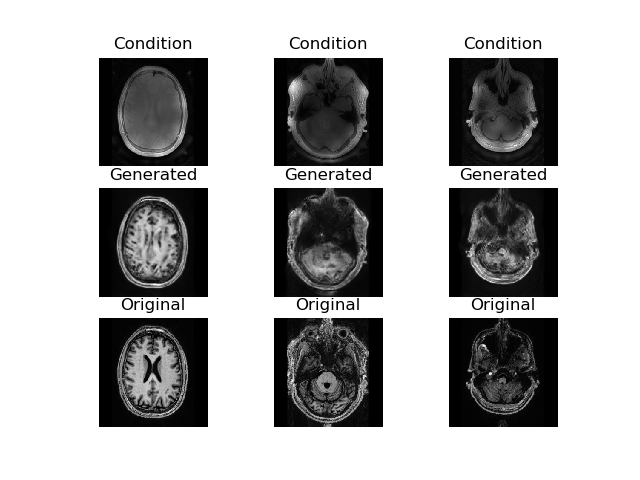 Condition Condition Condition
Generated Generated Generated
Original Original Original